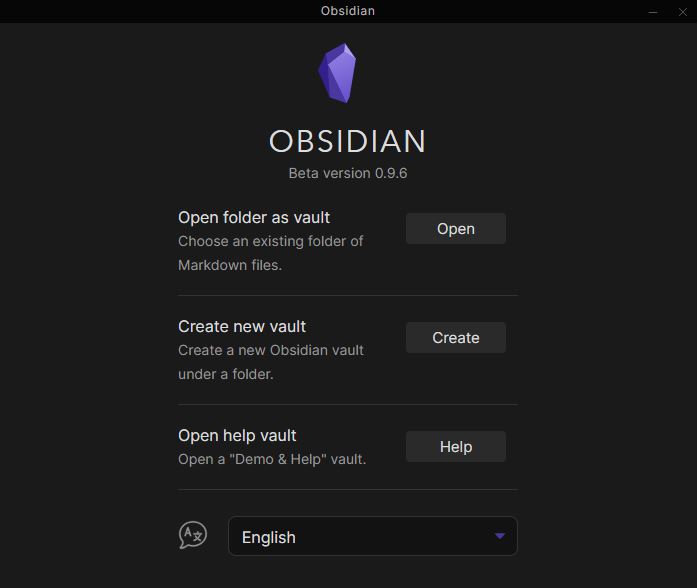 Obsidian
OBSIDIAN
Beta version 0.9.6
Open folder as vault
Open
Choose an existing folder of
Markdown files.
Create new vault
Create
Create a new Obsidian vault
under a folder.
Open help vault
Help
Open a "Demo & Help" vault.
A 文
English